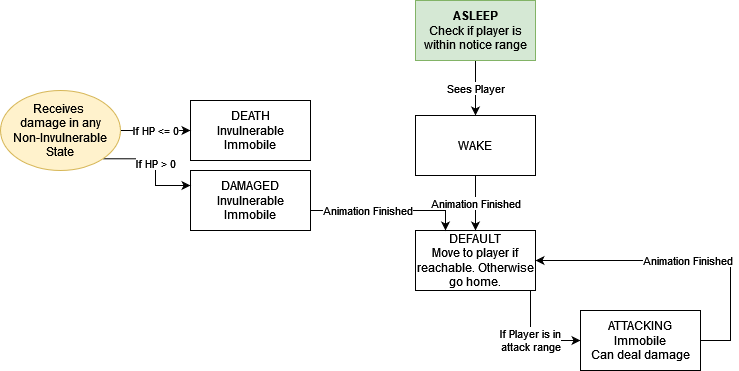 ASLEEP
Check if player is
within notice range
Sees Player
Receives
damage in any
Non-Invulnerable
State
If HP <= 0
DEATH
Invulnerable
Immobile
WAKE
If HP > 0
DAMAGED
Invulnerable
Immobile
Animation Finished
Animation Finished
DEFAULT
Move to player if
reachable. Otherwise
go home.
Animation Finished
If Player is in
attack range
ATTACKING
Immobile
Can deal damage